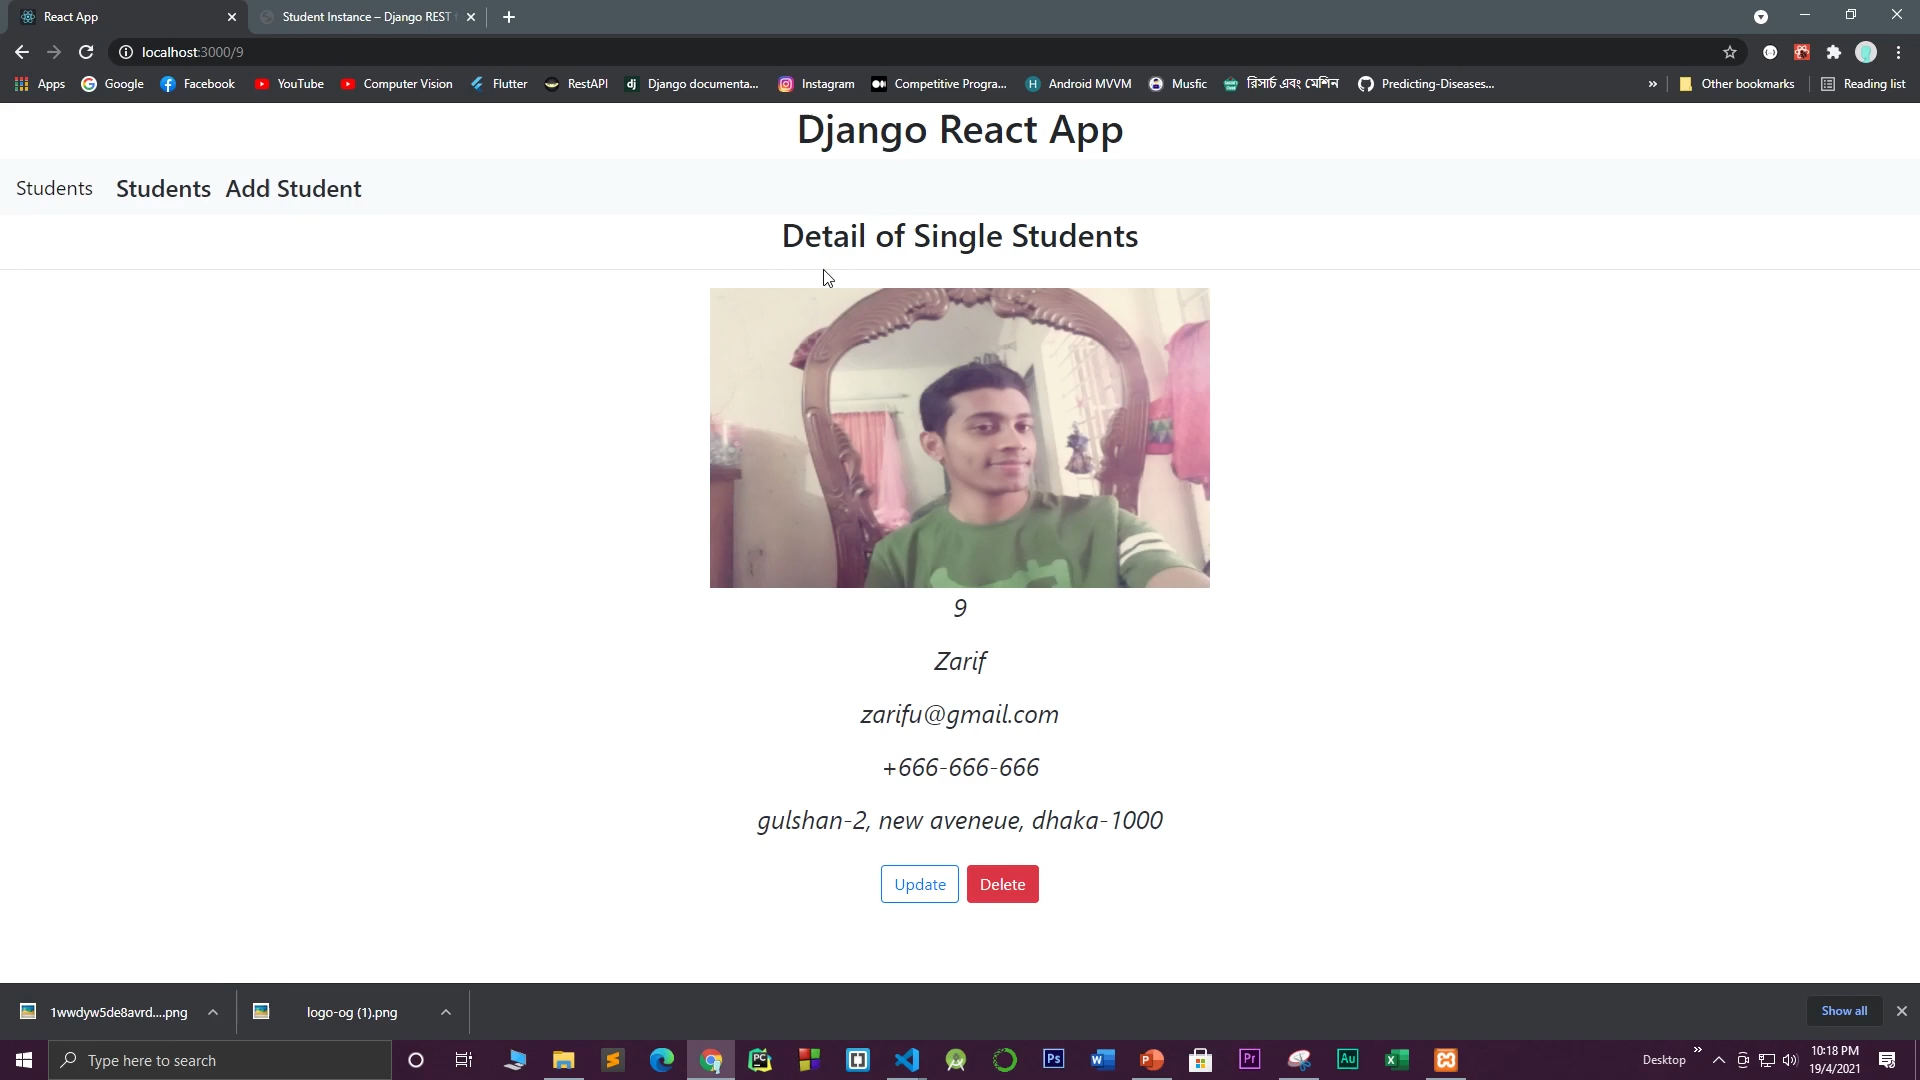 React App
Student Instance – Django REST
localhost:3000/9
Apps Google Facebook YouTube Computer Vision Flutter RestAPI Django documenta... Instagram Competitive Progra... Android MVVM Musfic রিসার্চ এবং মেশিন Predicting-Diseases... » Other bookmarks Reading list
Django React App
Students Students Add Student
Detail of Single Students
9
Zarif
zarifu@gmail.com
+666-666-666
gulshan-2, new aveneue, dhaka-1000
Update Delete
1wwdyw5de8avrd....png logo-og (1).png Show all
Type here to search
Desktop
10:18 PM
19/4/2021